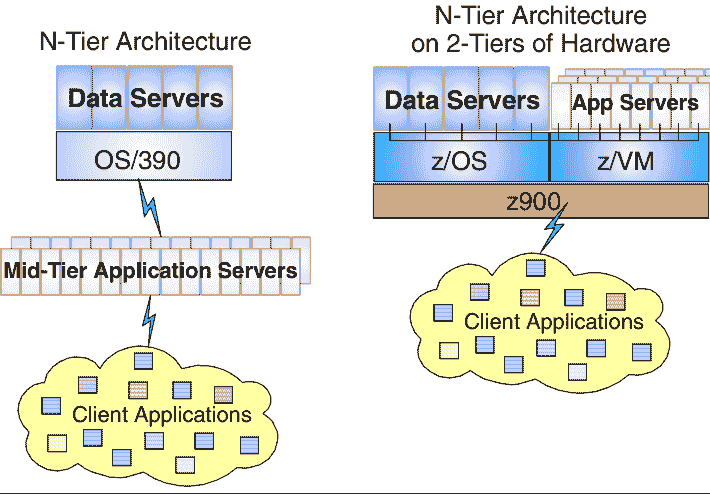 N-Tier Architecture
Data Servers
OS/390
Mid-Tier Application Servers
Client Applications
N-Tier Architecture
on 2-Tiers of Hardware
Data Servers
App Servers
z/OS
z/VM
z900
Client Applications